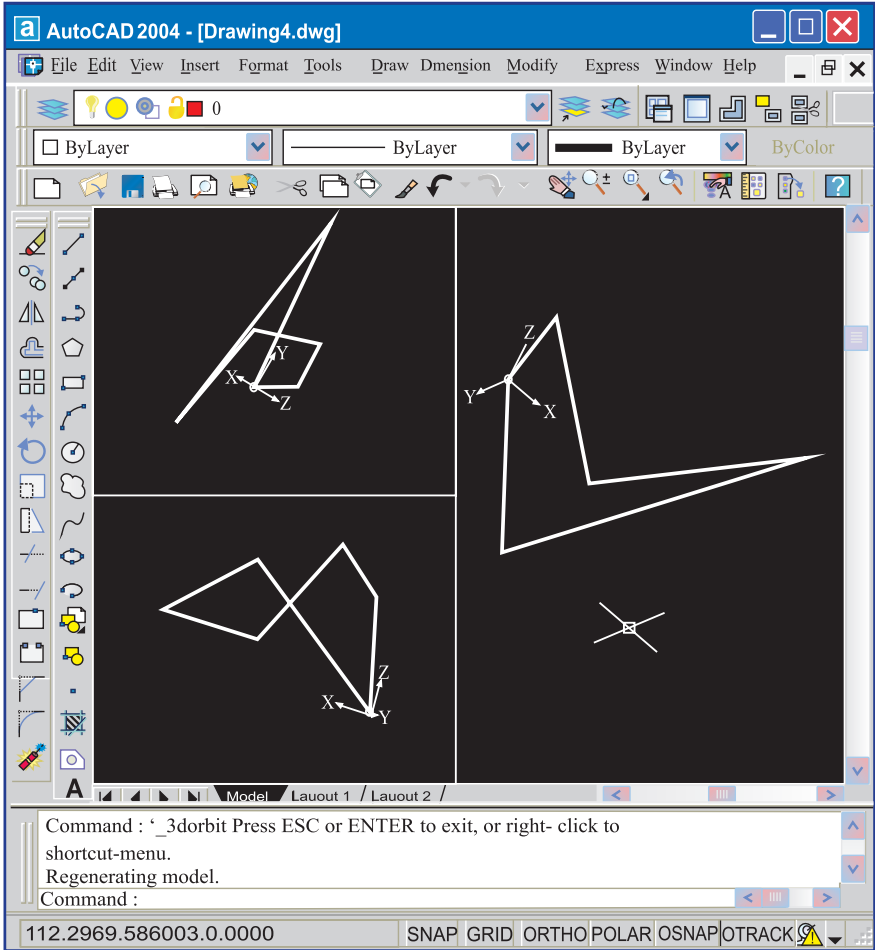 a AutoCAD 2004 - [Drawing4.dwg]
File Edit View Insert Format Tools Draw Dmension Modify Express Window Help
0
ByLayer ByLayer ByLayer ByColor
A
?
Y
X
Z
Z
Y
X
Z
X
Y
A
Model Lauout 1 / Lauout 2 /
Command : ‘_3dorbit Press ESC or ENTER to exit, or right- click to
shortcut-menu.
Regenerating model.
Command :
112.2969.586003.0.0000 SNAP GRID ORTHO POLAR OSNAP OTRACK